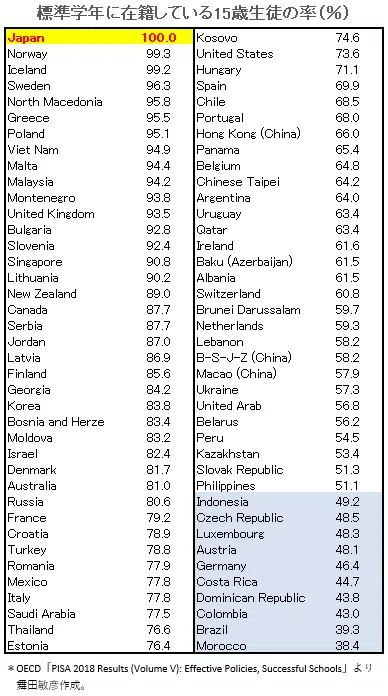 標準学年に在籍している15歳生徒の率(%)
Japan 100.0
Norway 99.3
Iceland 99.2
Sweden 96.3
North Macedonia 95.8
Greece 95.5
Poland 95.1
Viet Nam 94.9
Malta 94.4
Malaysia 94.2
Montenegro 93.8
United Kingdom 93.5
Bulgaria 92.8
Slovenia 92.4
Singapore 90.8
Lithuania 90.2
New Zealand 89.0
Canada 87.7
Serbia 87.7
Jordan 87.0
Latvia 86.9
Finland 85.6
Georgia 84.2
Korea 83.8
Bosnia and Herze 83.4
Moldova 83.2
Israel 82.4
Denmark 81.7
Australia 81.0
Russia 80.6
France 79.2
Croatia 78.9
Turkey 78.8
Romania 77.9
Mexico 77.8
Italy 77.8
Saudi Arabia 77.5
Thailand 76.6
Estonia 76.4
Kosovo 74.6
United States 73.6
Hungary 71.1
Spain 69.9
Chile 68.5
Portugal 68.0
Hong Kong (China) 66.0
Panama 65.4
Belgium 64.8
Chinese Taipei 64.2
Argentina 64.0
Uruguay 63.4
Qatar 63.4
Ireland 61.6
Baku (Azerbaijan) 61.5
Albania 61.5
Switzerland 60.8
Brunei Darussalam 59.7
Netherlands 59.3
Lebanon 58.2
B-S-J-Z (China) 58.2
Macao (China) 57.9
Ukraine 57.3
United Arab 56.8
Belarus 56.2
Peru 54.5
Kazakhstan 53.4
Slovak Republic 51.3
Philippines 51.1
Indonesia 49.2
Czech Republic 48.5
Luxembourg 48.3
Austria 48.1
Germany 46.4
Costa Rica 44.7
Dominican Republic 43.8
Colombia 43.0
Brazil 39.3
Morocco 38.4
*OECD「PISA 2018 Results (Volume V): Effective Policies, Successful Schools」より
舞田敏彦作成。